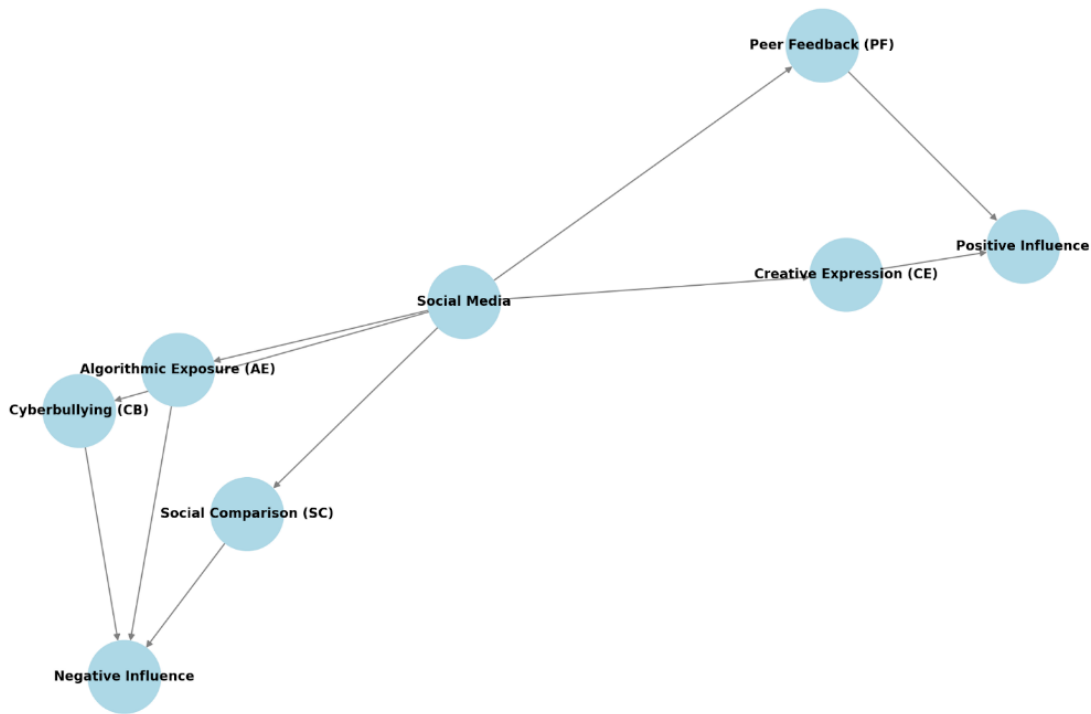 Peer Feedback (PF)
Positive Influence
Creative Expression (CE)
Social Media
Algorithmic Exposure (AE)
Cyberbullying (CB)
Social Comparison (SC)
Negative Influence